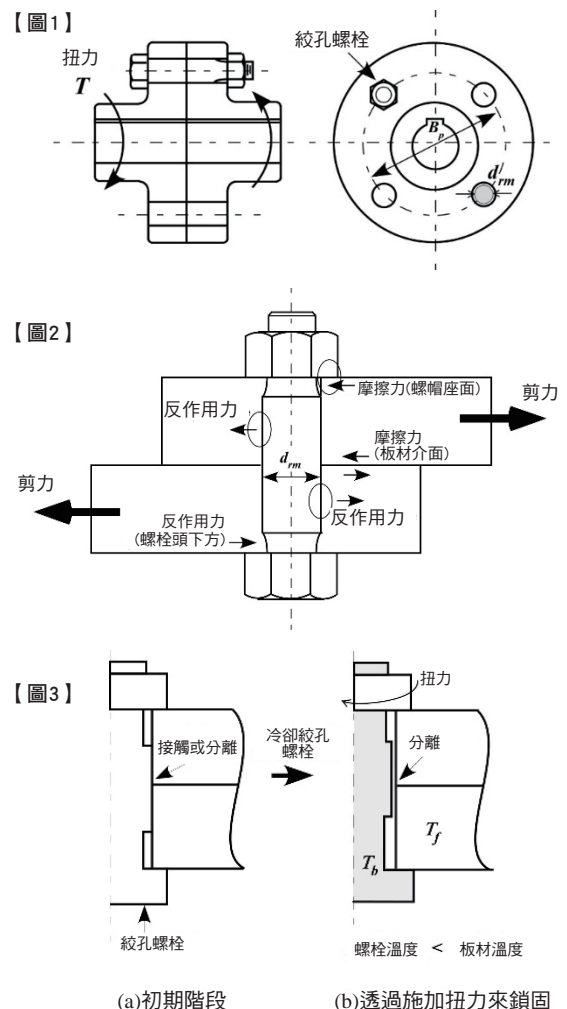 【圖1】
扭力
T
絞孔螺栓
Bp
d'rm
【圖2】
摩擦力(螺帽座面)
剪力
反作用力
摩擦力
(板材介面)
drm
剪力
反作用力
反作用力
(螺栓頭下方)
【圖3】
扭力
接觸或分離
冷卻絞孔
螺栓
分離
Tf
Tb
絞孔螺栓
螺栓溫度 < 板材溫度
(a)初期階段
(b)透過施加扭力來鎖固